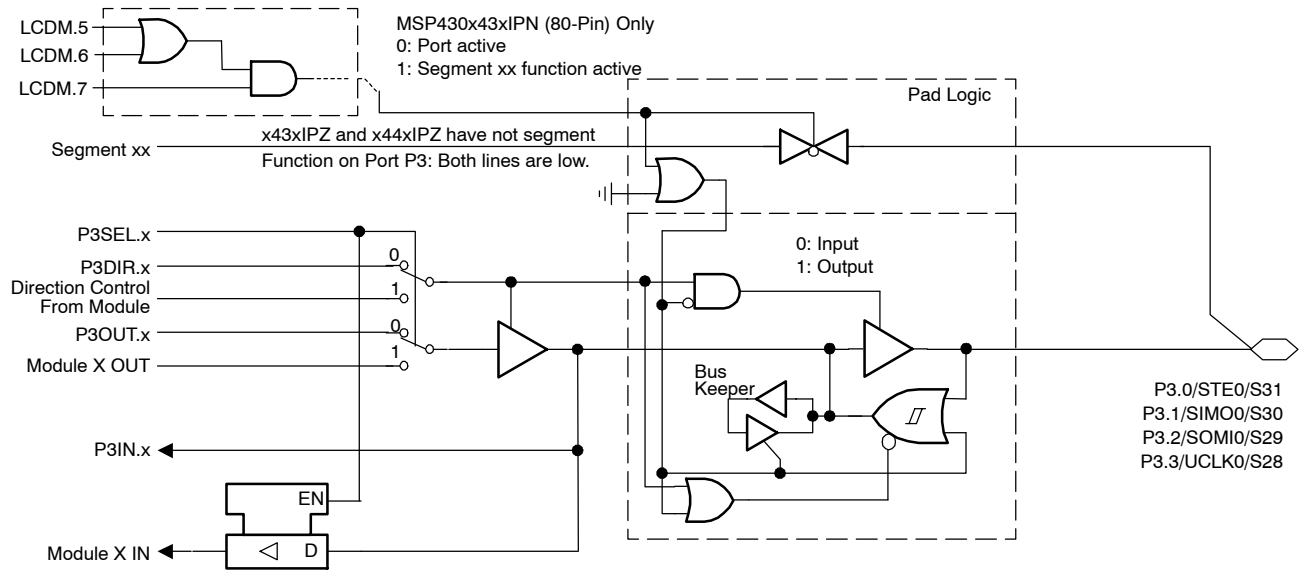 LCDM.5
LCDM.6
LCDM.7
MSP430x43xIPN (80-Pin) Only
0: Port active
1: Segment xx function active
Pad Logic
x43xIPZ and x44xIPZ have not segment
Function on Port P3: Both lines are low.
Segment xx
P3SEL.x
P3DIR.x
Direction Control
From Module
P3OUT.x
Module X OUT
0
1
0
1
0: Input
1: Output
Bus
Keeper
P3.0/STE0/S31
P3.1/SIMO0/S30
P3.2/SOMI0/S29
P3.3/UCLK0/S28
P3IN.x
EN
D
Module X IN